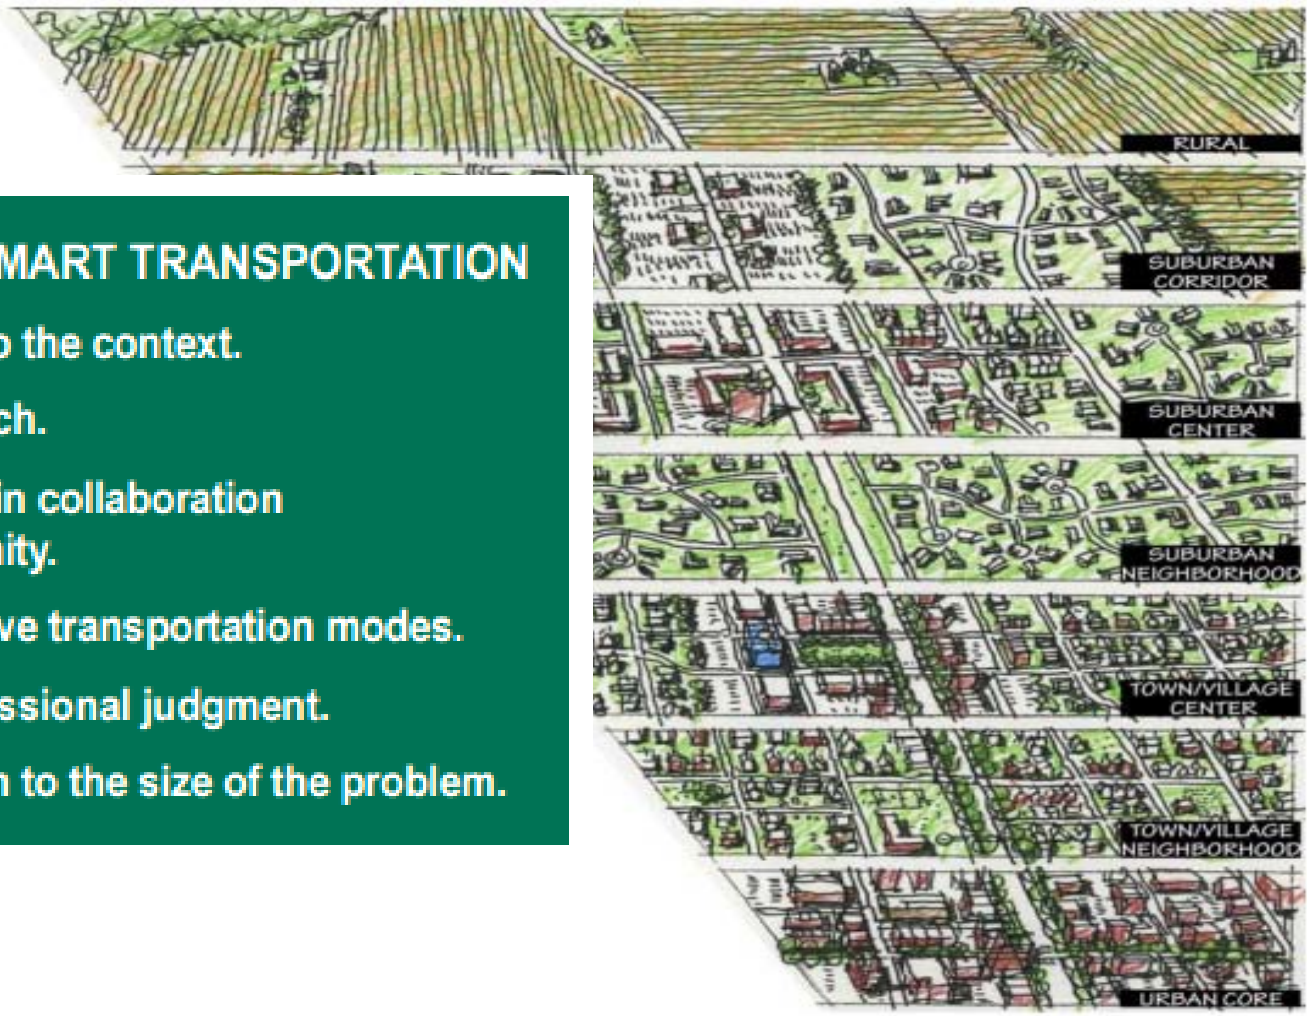 MART TRANSPORTATION
o the context.
ch.
in collaboration
nity.
ve transportation modes.
ssional judgment.
n to the size of the problem.
RURAL
SUBURBAN
CORRIDOR
SUBURBAN
CENTER
SUBURBAN
NEIGHBORHOOD
TOWN/VILLAGE
CENTER
TOWN/VILLAGE
NEIGHBORHOOD
URBAN CORE